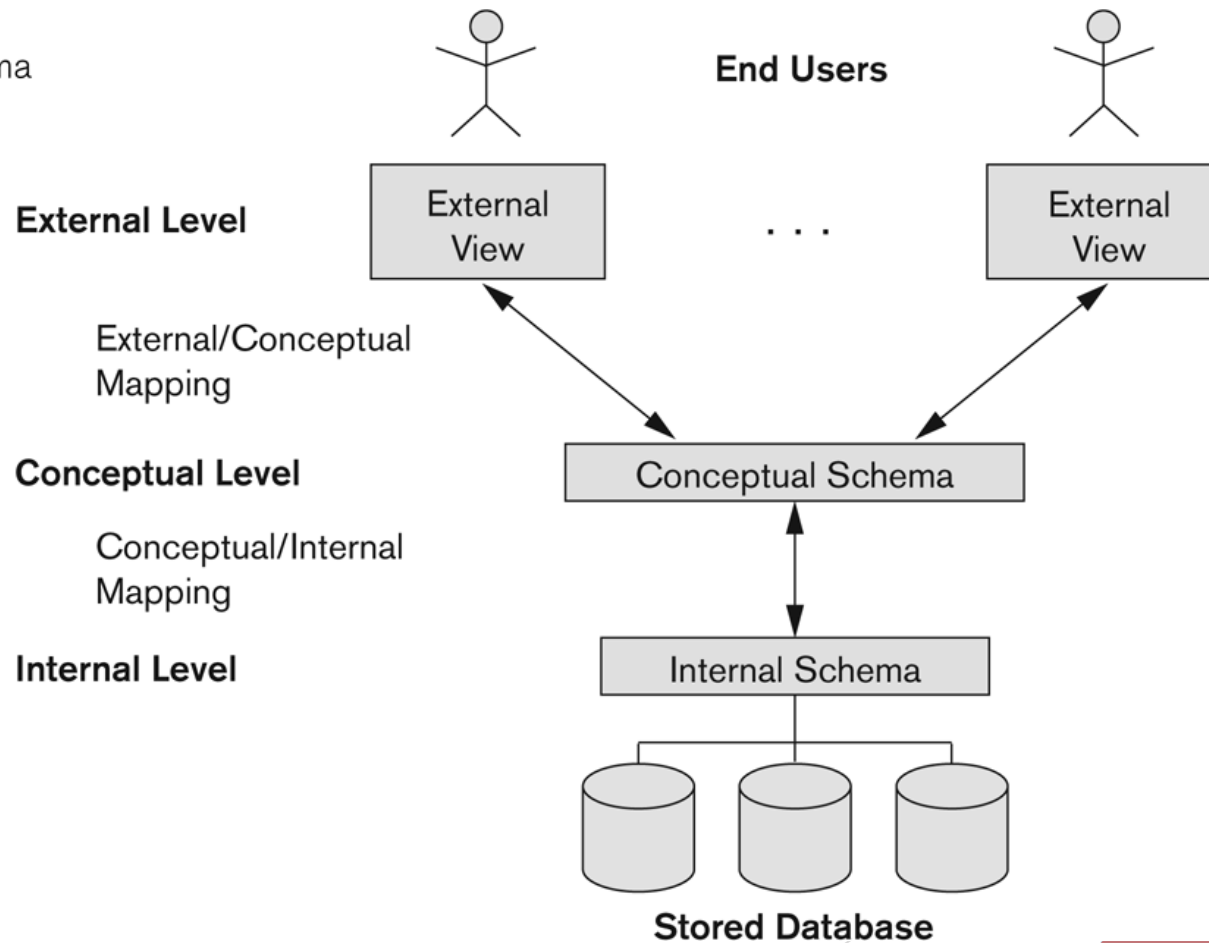 ma
End Users
External
View
. . .
External
View
External Level
External/Conceptual
Mapping
Conceptual Level
Conceptual Schema
Conceptual/Internal
Mapping
Internal Level
Internal Schema
Stored Database